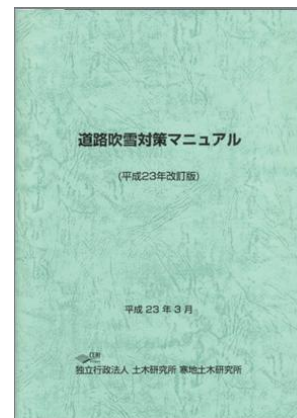 道路吹雪対策マニュアル
(平成23年改訂版)
平成 23 年 3 月
独立行政法人 土木研究所 寒地土木研究所